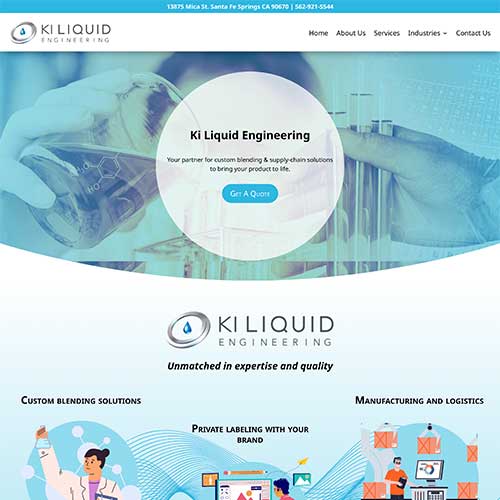 13875 Mica St. Santa Fe Springs CA 90670 | 562-921-5544
KI LIQUID
ENGINEERING
Home About Us Services Industries Contact Us
Ki Liquid Engineering
Your partner for custom blending & supply-chain solutions
to bring your product to life.
Get A Quote
KI LIQUID
ENGINEERING
Unmatched in expertise and quality
Custom blending solutions
Private labeling with your
brand
Manufacturing and logistics